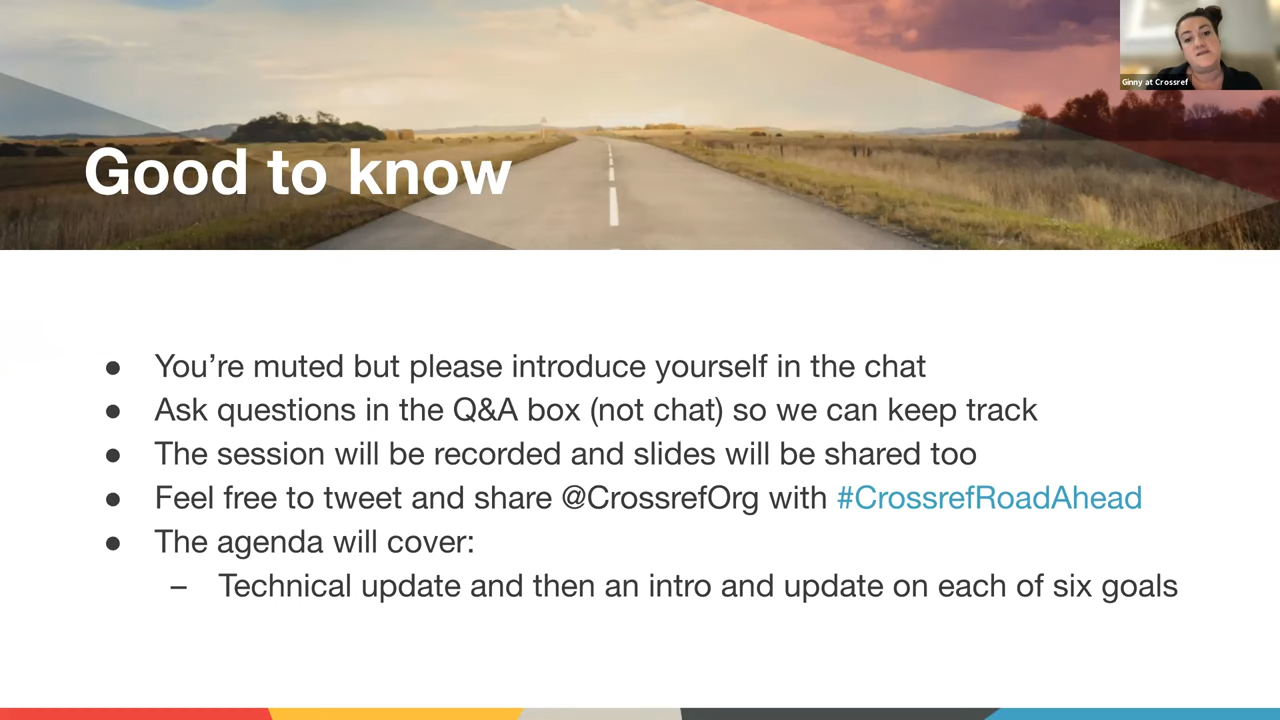 Ginny at Crossref
Good to know
● You’re muted but please introduce yourself in the chat
● Ask questions in the Q&A box (not chat) so we can keep track
● The session will be recorded and slides will be shared too
● Feel free to tweet and share @CrossrefOrg with #CrossrefRoadAhead
● The agenda will cover:
– Technical update and then an intro and update on each of six goals